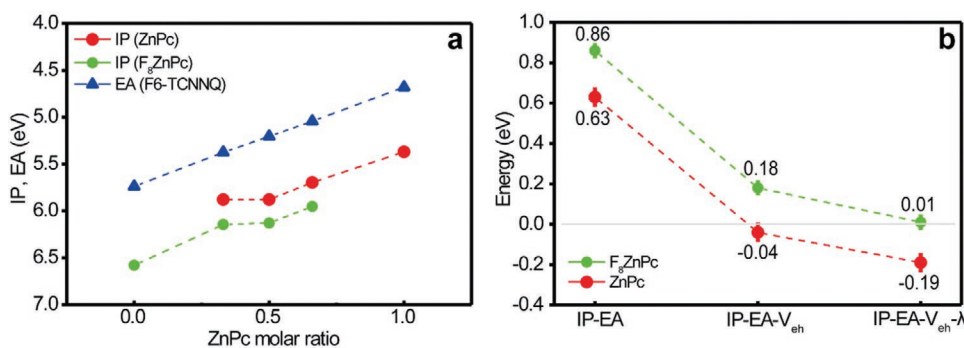 a
IP (ZnPc)
IP (F8ZnPc)
EA (F6-TCNNQ)
4.0
4.5
5.0
5.5
6.0
6.5
7.0
IP, EA (eV)
0.0
0.5
1.0
ZnPc molar ratio
b
1.0
0.8
0.6
0.4
0.2
0.0
-0.2
-0.4
Energy (eV)
0.86
0.63
0.18
-0.04
0.01
-0.19
F8ZnPc
ZnPc
IP-EA
IP-EA-Veh
IP-EA-Veh-λ